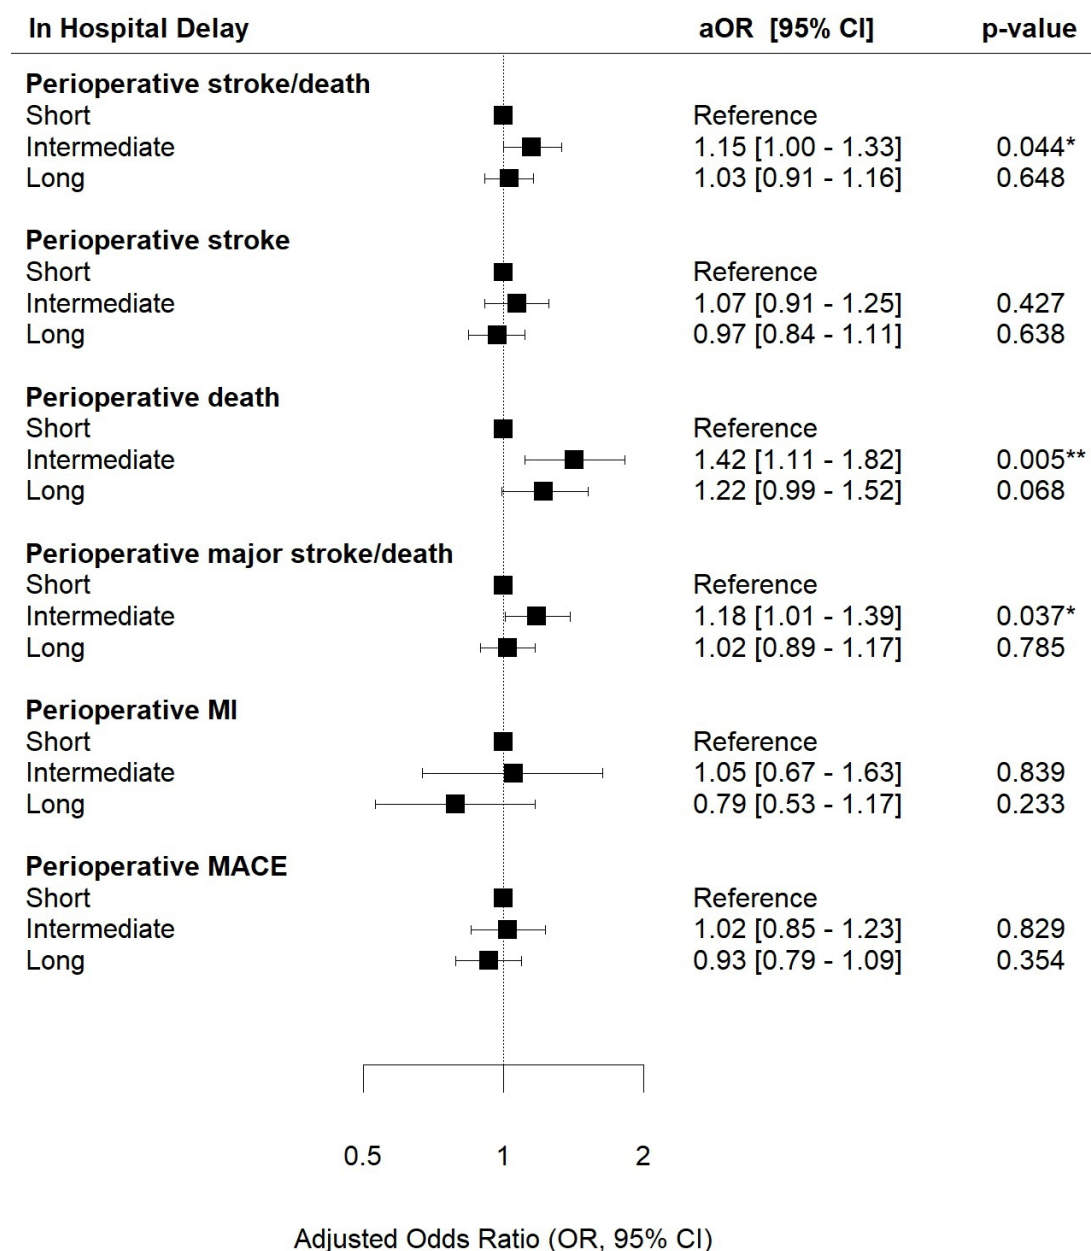 In Hospital Delay aOR [95% CI] p-value
Perioperative stroke/death
Short Reference
Intermediate 1.15 [1.00 - 1.33] 0.044*
Long 1.03 [0.91 - 1.16] 0.648
Perioperative stroke
Short Reference
Intermediate 1.07 [0.91 - 1.25] 0.427
Long 0.97 [0.84 - 1.11] 0.638
Perioperative death
Short Reference
Intermediate 1.42 [1.11 - 1.82] 0.005**
Long 1.22 [0.99 - 1.52] 0.068
Perioperative major stroke/death
Short Reference
Intermediate 1.18 [1.01 - 1.39] 0.037*
Long 1.02 [0.89 - 1.17] 0.785
Perioperative MI
Short Reference
Intermediate 1.05 [0.67 - 1.63] 0.839
Long 0.79 [0.53 - 1.17] 0.233
Perioperative MACE
Short Reference
Intermediate 1.02 [0.85 - 1.23] 0.829
Long 0.93 [0.79 - 1.09] 0.354
0.5 1 2
Adjusted Odds Ratio (OR, 95% CI)